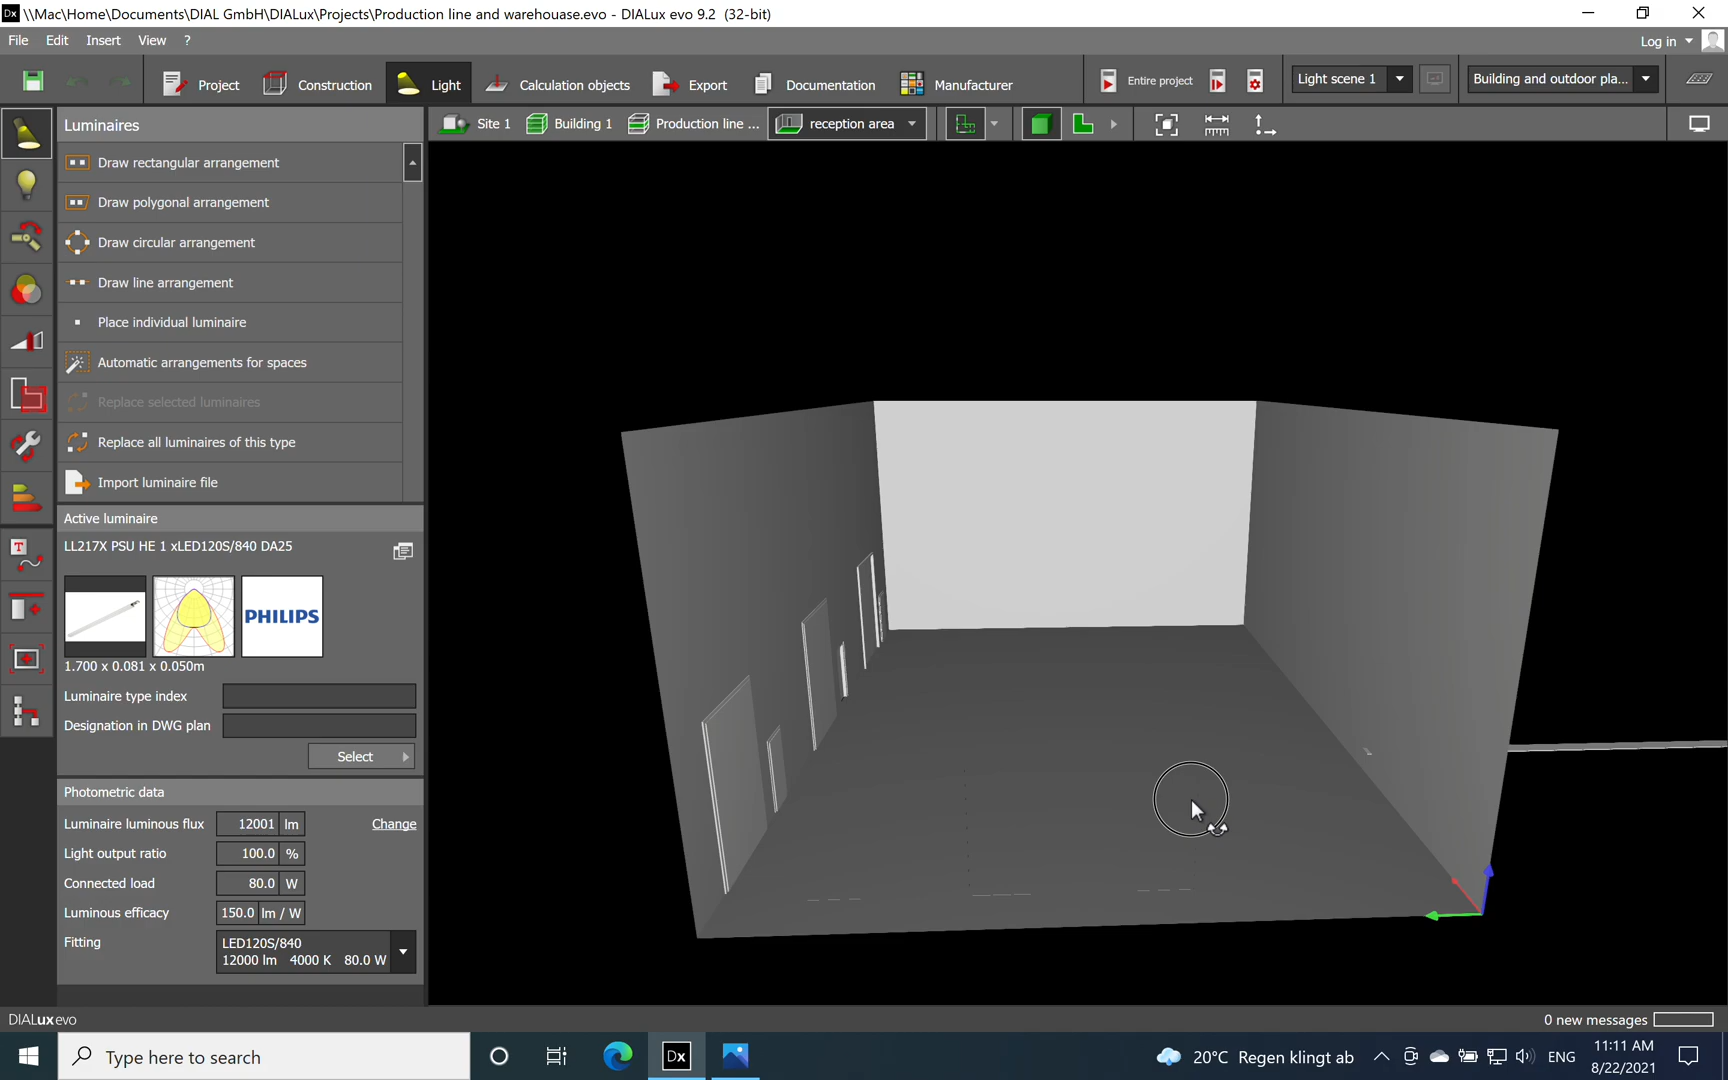 Dx \\Mac\Home\Documents\DIAL GmbH\DIALux\Projects\Production line and warehouase.evo - DIALux evo 9.2 (32-bit)
File Edit Insert View ?
Log in
Project Construction Light Calculation objects Export Documentation Manufacturer Entire project Light scene 1 Building and outdoor pla...
Luminaires
Site 1 Building 1 Production line ... reception area
Draw rectangular arrangement
Draw polygonal arrangement
Draw circular arrangement
Draw line arrangement
Place individual luminaire
Automatic arrangements for spaces
Replace selected luminaires
Replace all luminaires of this type
Import luminaire file
Active luminaire
LL217X PSU HE 1 xLED120S/840 DA25
PHILIPS
1.700 x 0.081 x 0.050m
Luminaire type index
Designation in DWG plan
Select
Photometric data
Luminaire luminous flux 12001 lm Change
Light output ratio 100.0 %
Connected load 80.0 W
Luminous efficacy 150.0 lm / W
Fitting LED120S/840
12000 lm 4000 K 80.0 W
DIALux evo
0 new messages
Type here to search
Dx
20°C Regen klingt ab
ENG
11:11 AM
8/22/2021